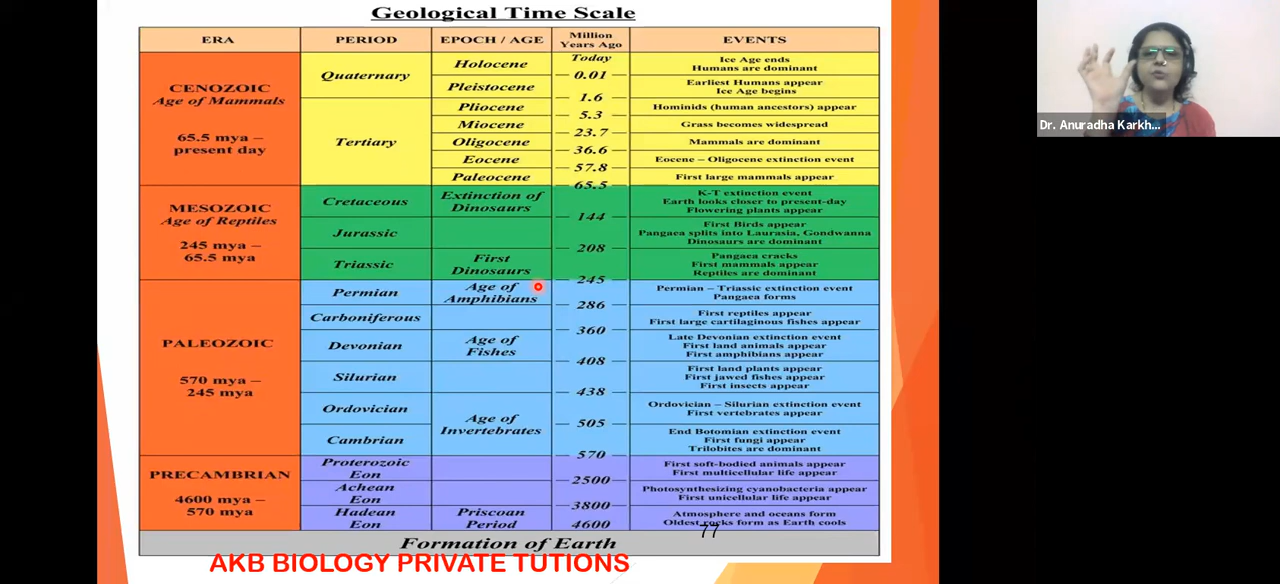 Geological Time Scale
ERA PERIOD EPOCH / AGE Million Years Ago EVENTS
CENOZOIC
Age of Mammals
65.5 mya –
present day
Quaternary
Holocene
Today
Ice Age ends
Humans are dominant
0.01
Pleistocene
Earliest Humans appear
Ice Age begins
1.6
Tertiary
Pliocene
Hominids (human ancestors) appear
5.3
Miocene
Grass becomes widespread
23.7
Oligocene
Mammals are dominant
36.6
Eocene
Eocene – Oligocene extinction event
57.8
Paleocene
First large mammals appear
65.5
MESOZOIC
Age of Reptiles
245 mya –
65.5 mya
Cretaceous
Extinction of
Dinosaurs
K-T extinction event
Earth looks closer to present-day
Flowering plants appear
144
Jurassic
First Birds appear
Pangaea splits into Laurasia, Gondwanna
Dinosaurs are dominant
208
Triassic
First
Dinosaurs
Pangaea cracks
First mammals appear
Reptiles are dominant
245
PALEOZOIC
570 mya –
245 mya
Permian
Age of
Amphibians
Permian – Triassic extinction event
Pangaea forms
286
Carboniferous
First reptiles appear
First large cartilaginous fishes appear
360
Devonian
Age of
Fishes
Late Devonian extinction event
First land animals appear
First amphibians appear
408
Silurian
First land plants appear
First jawed fishes appear
First insects appear
438
Ordovician
Age of
Invertebrates
Ordovician – Silurian extinction event
First vertebrates appear
505
Cambrian
End Botomian extinction event
First fungi appear
Trilobites are dominant
570
PRECAMBRIAN
4600 mya –
570 mya
Proterozoic
Eon
First soft-bodied animals appear
First multicellular life appear
2500
Achean
Eon
Photosynthesizing cyanobacteria appear
First unicellular life appear
3800
Hadean
Eon
Priscoan
Period
4600
Atmosphere and oceans form
Oldest rocks form as Earth cools
77
Formation of Earth
AKB BIOLOGY PRIVATE TUTIONS
Dr. Anuradha Karkh...